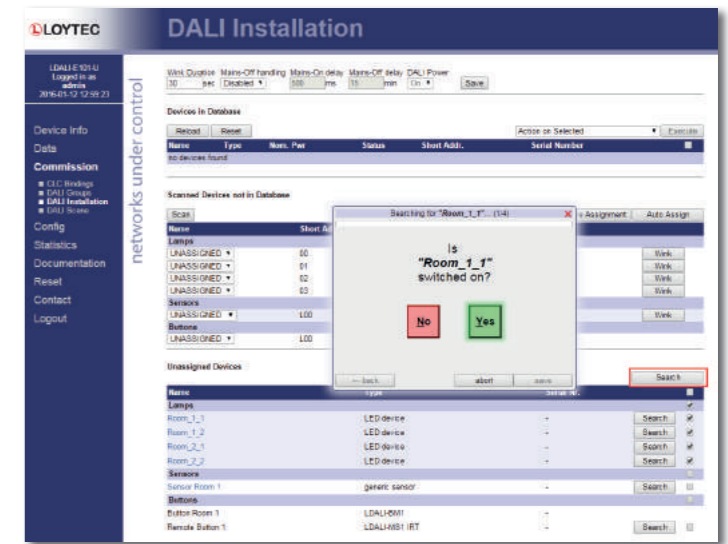 LOYTEC
DALI Installation
LDALI-E101-U
Logged in as
admin
2016-01-12 12:59:23
Device Info
Data
Commission
CLC Bindings
DALI Groups
DALI Installation
DALI Scene
Config
Statistics
Documentation
Reset
Contact
Logout
networks under control
Wink Duration Mains-Off handling Mains-On delay Mains-Off delay DALI Power
30 sec Disabled 500 ms 15 min On Save
Devices in Database
Reload Reset Action on Selected Execute
Name Type Nom. Pwr Status Short Addr. Serial Number
no devices found
Scanned Devices not in Database
Scan Assignment Auto Assign
Name Short Ad
Lamps
UNASSIGNED 00 Wink
UNASSIGNED 01 Wink
UNASSIGNED 02 Wink
UNASSIGNED 03 Wink
Sensors
UNASSIGNED L00 Wink
Buttons
UNASSIGNED L00
Searching for "Room_1_1"... (1/4)
Is
"Room_1_1"
switched on?
No Yes
<-- back abort save
Unassigned Devices
Search
Name Type Serial Nr.
Lamps
Room_1_1 LED device - Search
Room_1_2 LED device - Search
Room_2_1 LED device - Search
Room_2_2 LED device - Search
Sensors
Sensor Room 1 generic sensor - Search
Buttons
Button Room 1 LDALI-BM1 -
Remote Button 1 LDALI-MS1 IRT - Search